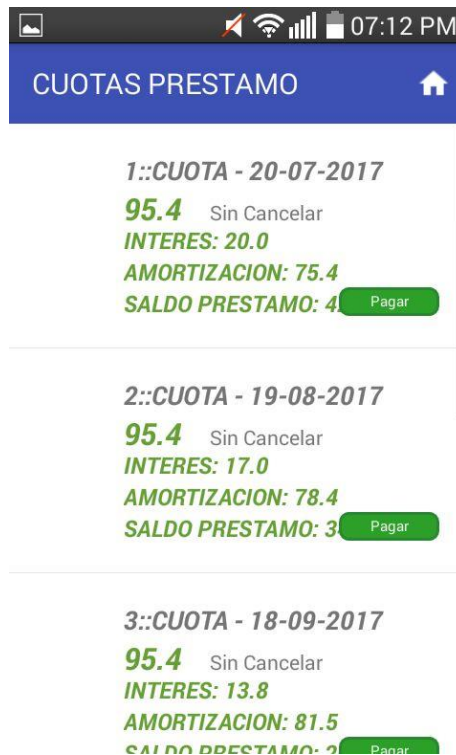 07:12 PM
CUOTAS PRESTAMO
1::CUOTA - 20-07-2017
95.4 Sin Cancelar
INTERES: 20.0
AMORTIZACION: 75.4
SALDO PRESTAMO: Pagar
2::CUOTA - 19-08-2017
95.4 Sin Cancelar
INTERES: 17.0
AMORTIZACION: 78.4
SALDO PRESTAMO: Pagar
3::CUOTA - 18-09-2017
95.4 Sin Cancelar
INTERES: 13.8
AMORTIZACION: 81.5
SALDO PRESTAMO: Pagar